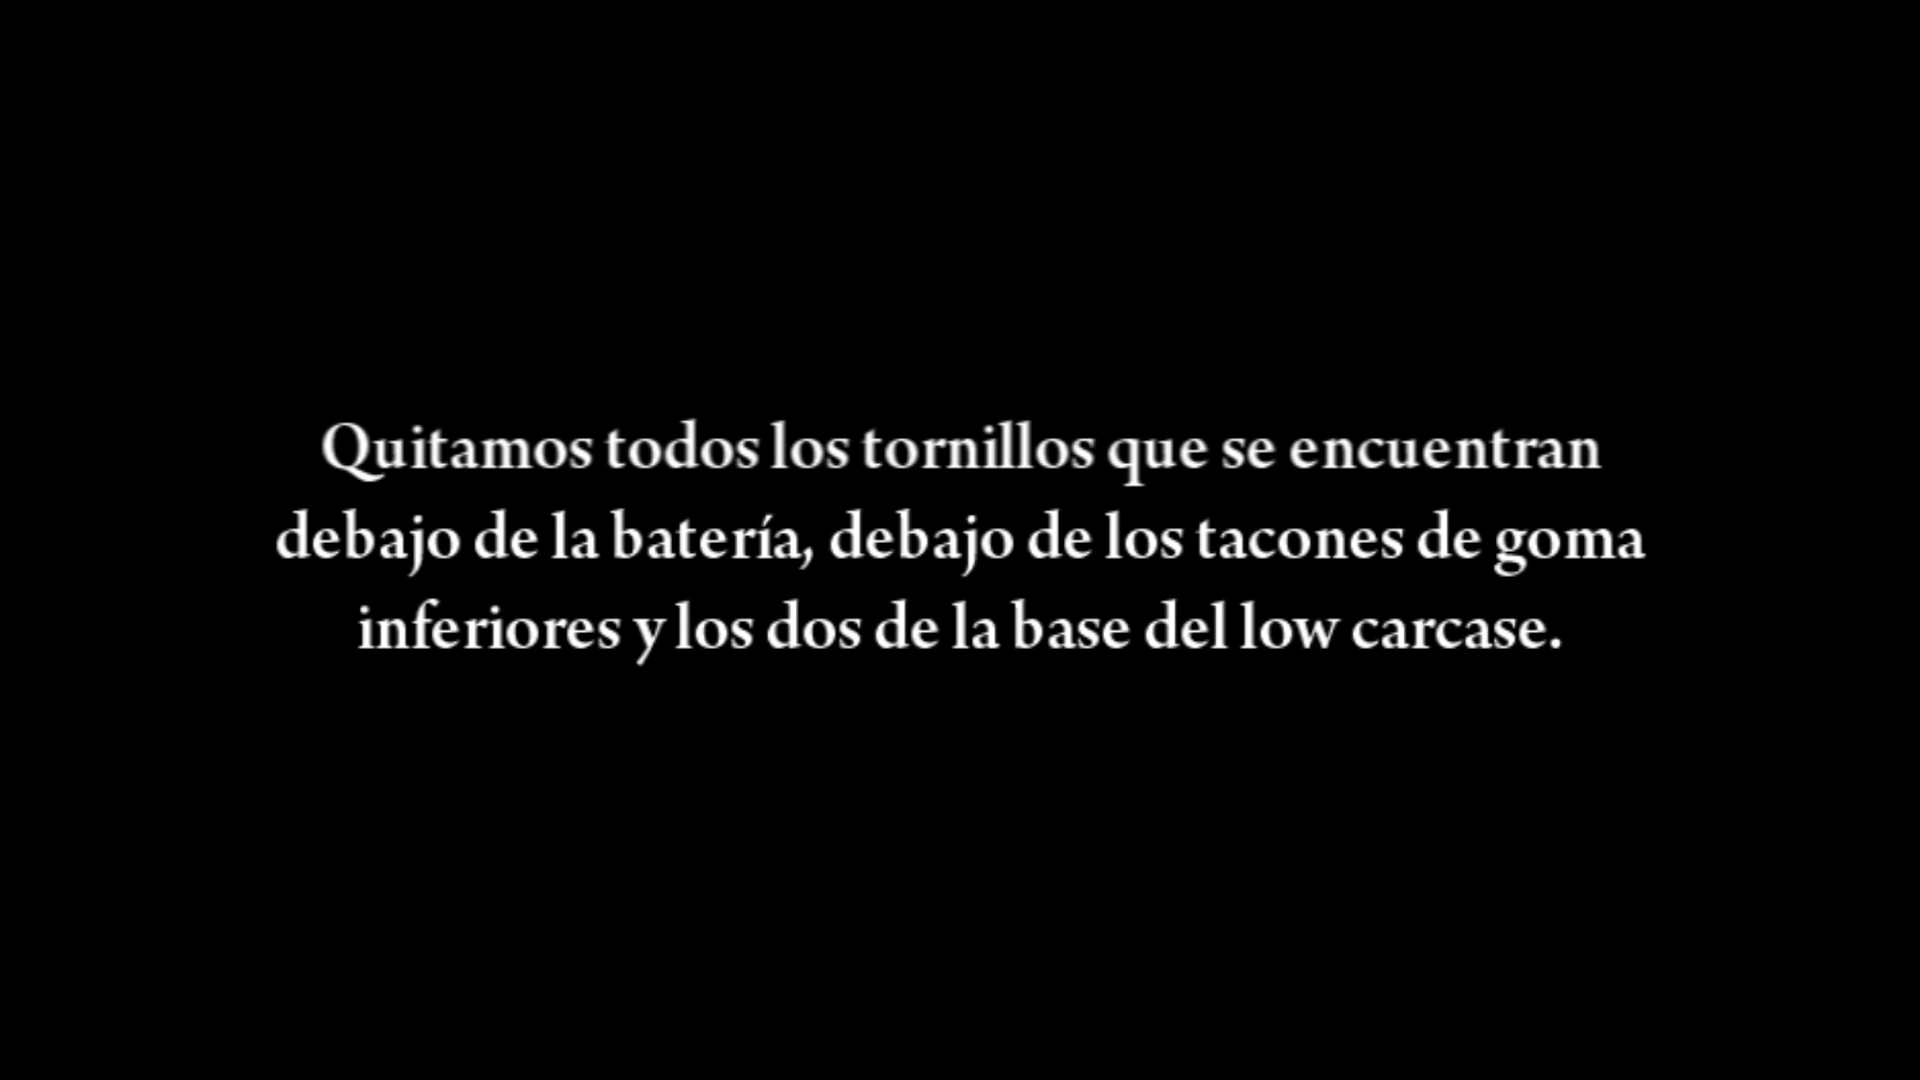 Quitamos todos los tornillos que se encuentran
debajo de la batería, debajo de los tacones de goma
inferiores y los dos de la base del low carcase.